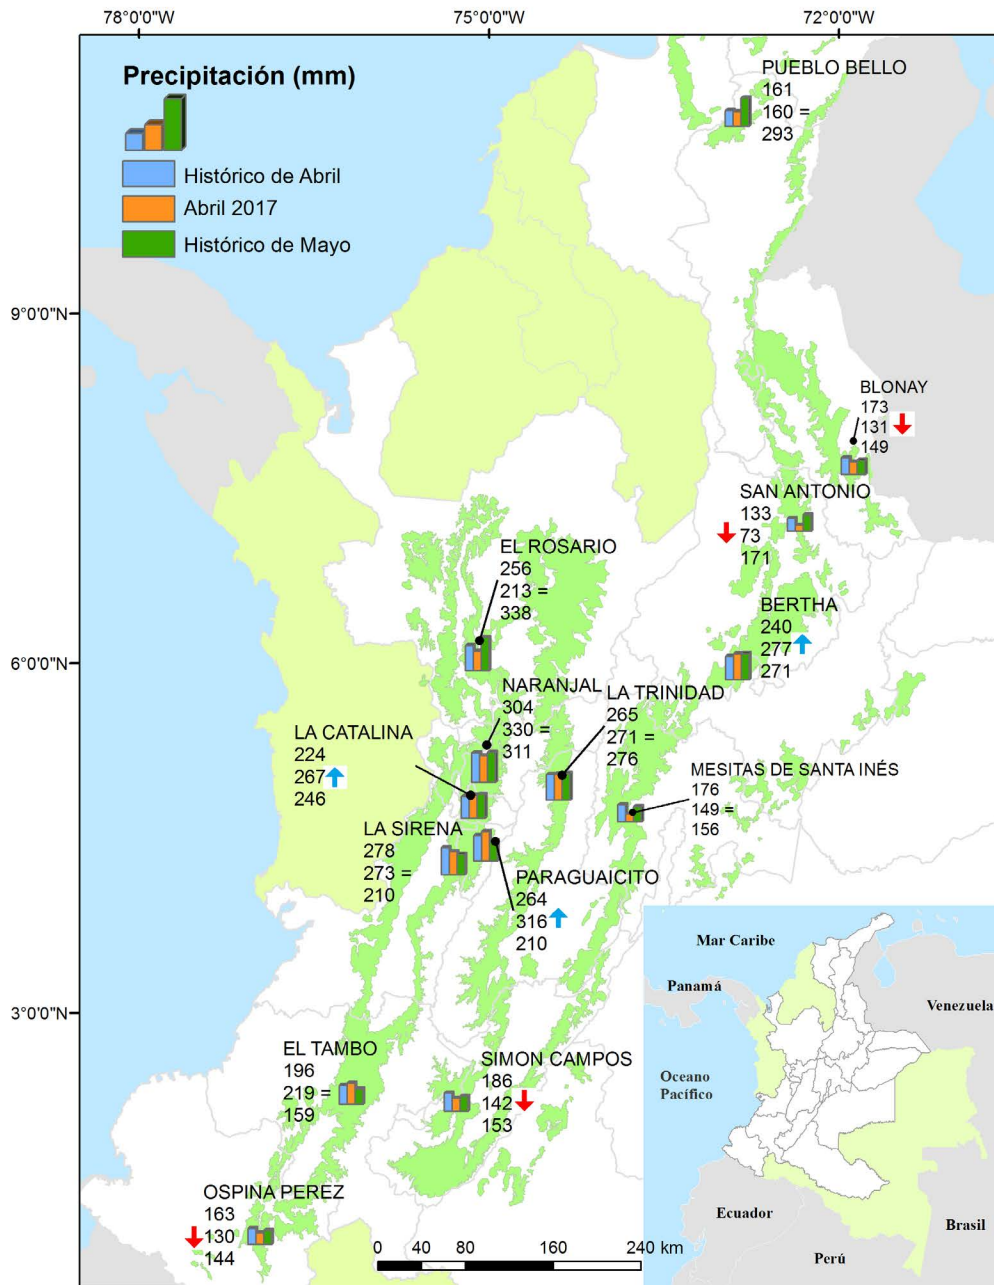 78°0'0"W
75°0'0"W
72°0'0"W
Precipitación (mm)
Histórico de Abril
Abril 2017
Histórico de Mayo
PUEBLO BELLO
161
160 =
293
9°0'0"N
BLONAY
173
131
149
SAN ANTONIO
133
73
171
EL ROSARIO
256
213 =
338
BERTHA
240
277
271
6°0'0"N
NARANJAL
304
330 =
311
LA TRINIDAD
265
271 =
276
LA CATALINA
224
267
246
MESITAS DE SANTA INÉS
176
149 =
156
LA SIRENA
278
273 =
210
PARAGUAICITO
264
316
210
3°0'0"N
EL TAMBO
196
219 =
159
SIMON CAMPOS
186
142
153
OSPINA PEREZ
163
130
144
0 40 80 160 240 km
Mar Caribe
Panamá
Venezuela
Oceano
Pacífico
Ecuador
Brasil
Perú